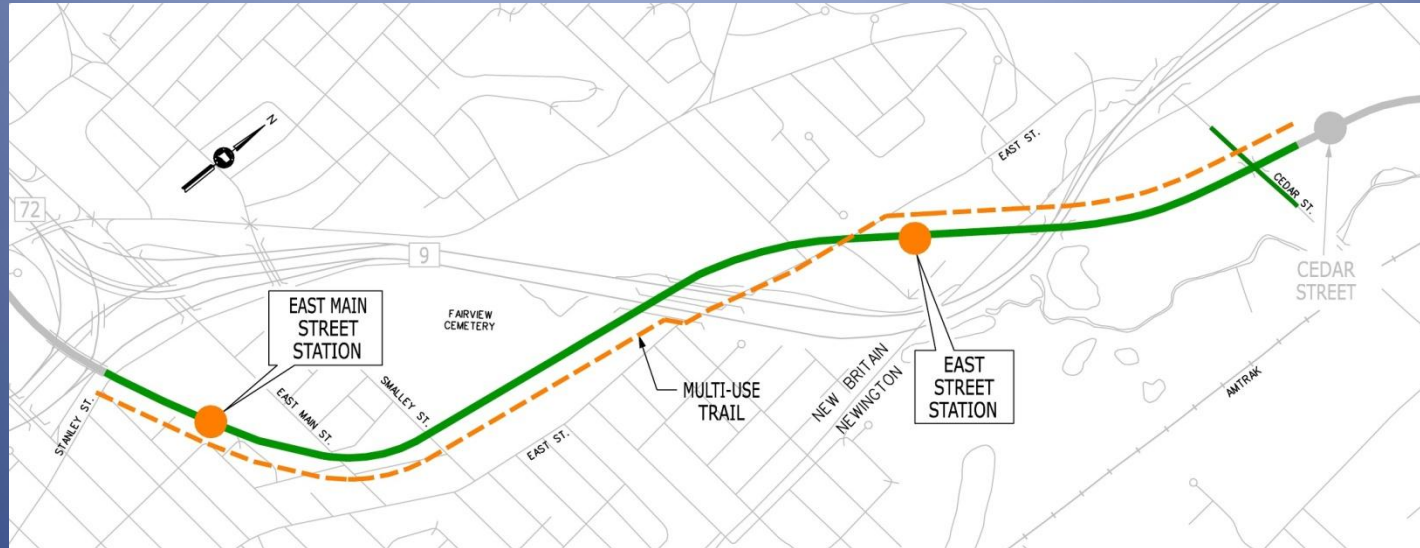 N
72
9
EAST MAIN
STREET
STATION
FAIRVIEW
CEMETERY
STANLEY ST.
EAST MAIN ST.
SMALLEY ST.
EAST ST.
MULTI-USE
TRAIL
NEW BRITAIN
NEWINGTON
EAST
STREET
STATION
EAST ST.
CEDAR ST.
CEDAR
STREET
AMTRAK